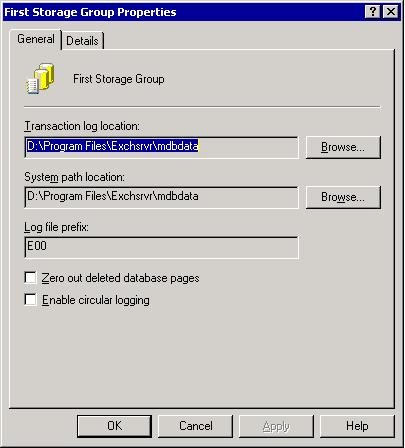 First Storage Group Properties
General
Details
First Storage Group
Transaction log location:
D:\Program Files\Exchsrvr\mdbdata
Browse...
System path location:
D:\Program Files\Exchsrvr\mdbdata
Browse...
Log file prefix:
E00
Zero out deleted database pages
Enable circular logging
OK
Cancel
Apply
Help